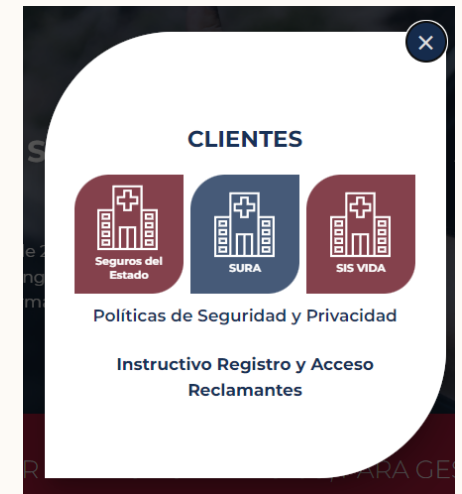 CLIENTES
Seguros del
Estado
SURA
SIS VIDA
Políticas de Seguridad y Privacidad
Instructivo Registro y Acceso
Reclamantes